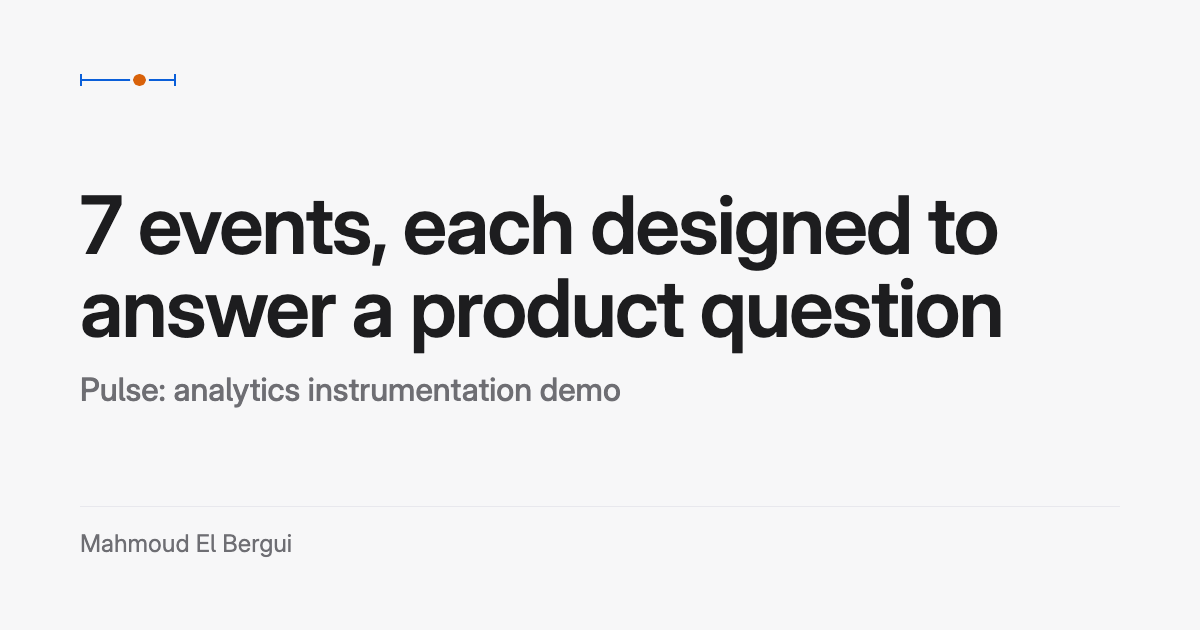 7 events, each designed to
answer a product question
Pulse: analytics instrumentation demo
Mahmoud El Bergui